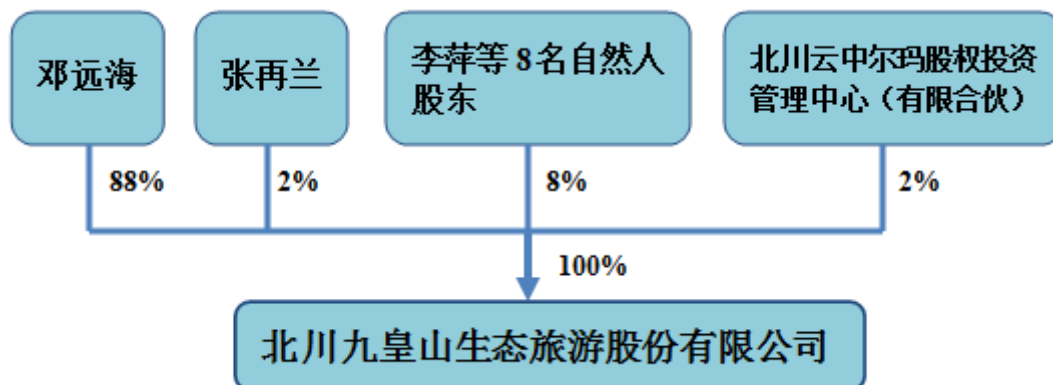 邓远海
张再兰
李萍等 8 名自然人
股东
北川云中尔玛股权投资
管理中心（有限合伙）
88%
2%
8%
2%
100%
北川九皇山生态旅游股份有限公司